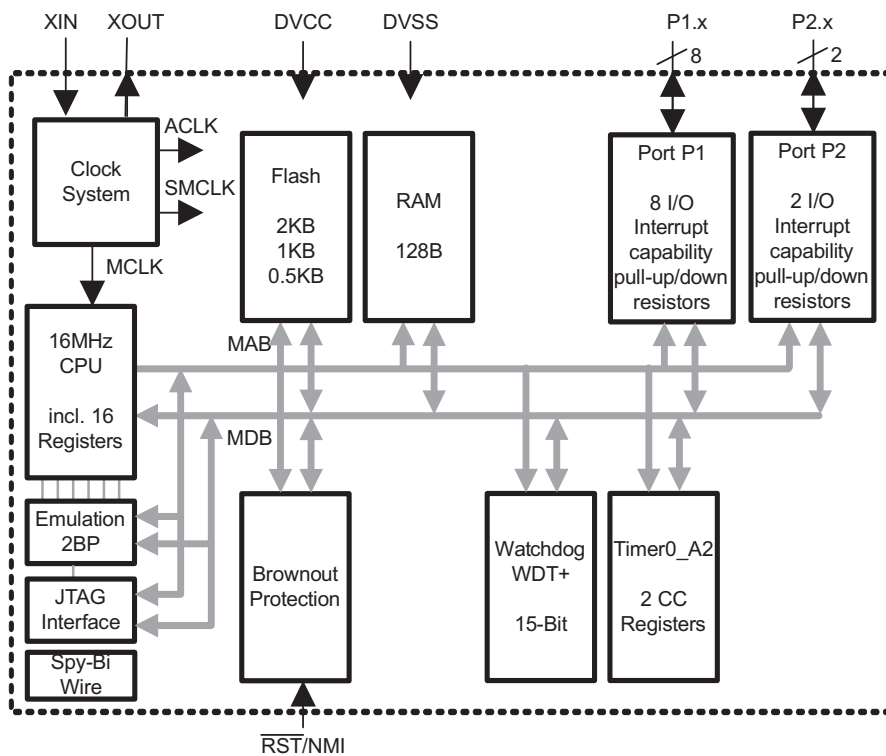 XIN XOUT DVCC DVSS P1.x P2.x
8 2
ACLK
Clock
System
SMCLK
MCLK
Flash
2KB
1KB
0.5KB
RAM
128B
Port P1
8 I/O
Interrupt
capability
pull-up/down
resistors
Port P2
2 I/O
Interrupt
capability
pull-up/down
resistors
16MHz
CPU
incl. 16
Registers
MAB
MDB
Emulation
2BP
JTAG
Interface
Spy-Bi
Wire
Brownout
Protection
Watchdog
WDT+
15-Bit
Timer0_A2
2 CC
Registers
RST/NMI